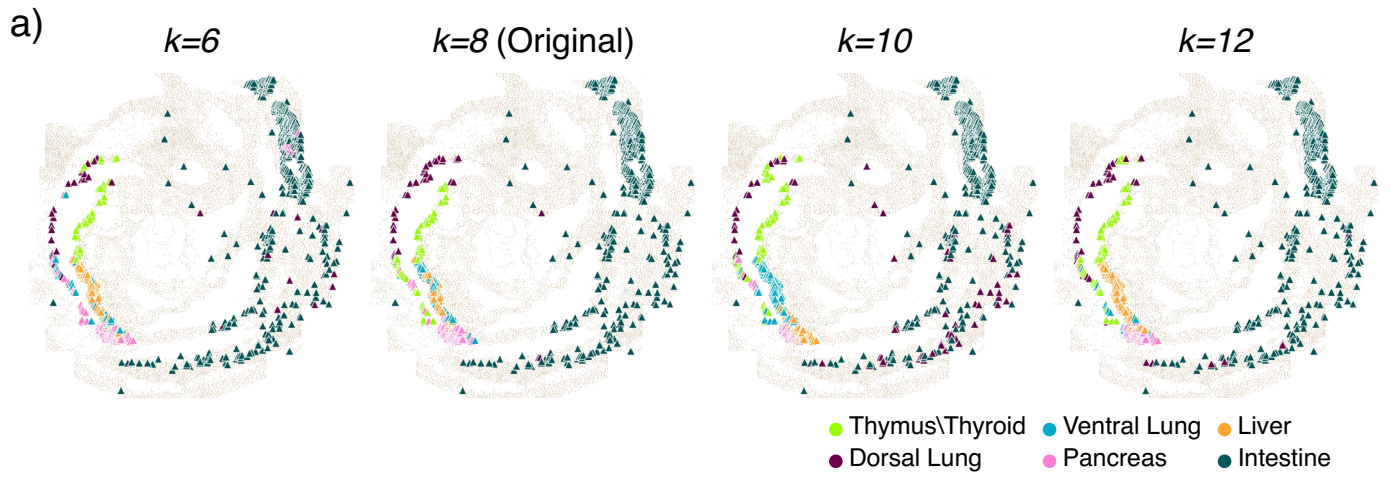 a)
k=6 k=8 (Original) k=10 k=12
Thymus\Thyroid Ventral Lung Liver
Dorsal Lung Pancreas Intestine